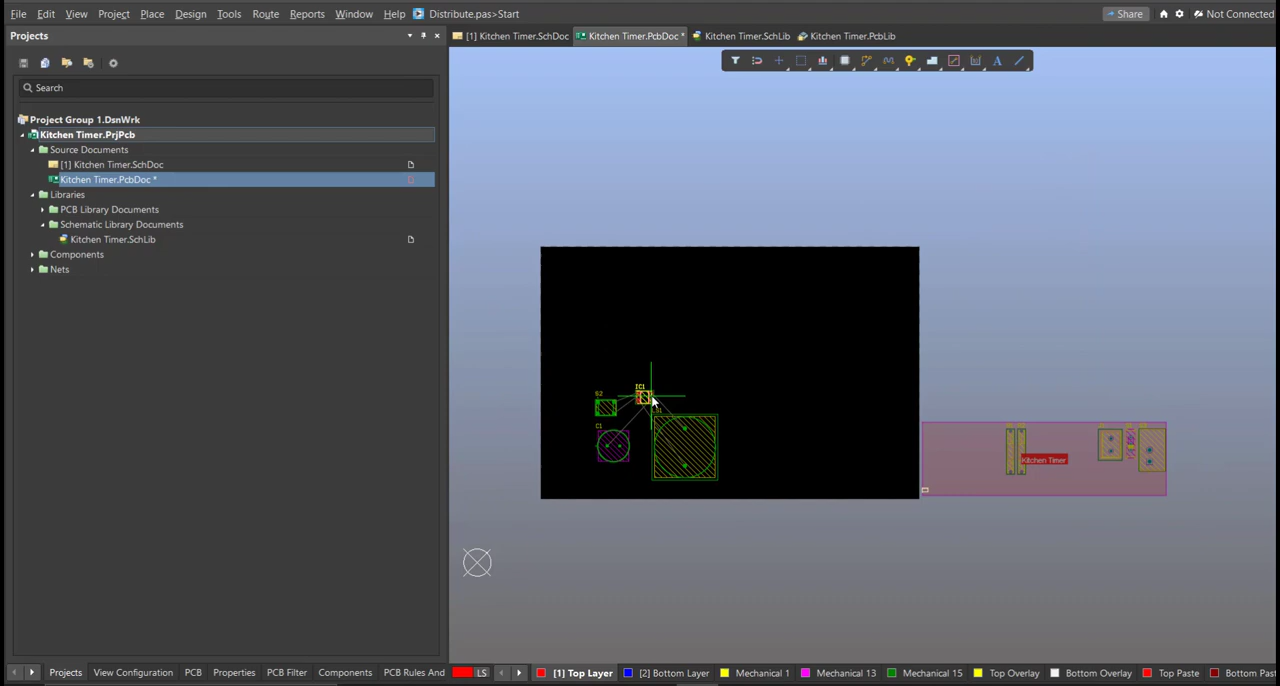 File Edit View Project Place Design Tools Route Reports Window Help Distribute.pas>Start Share Not Connected
Projects
[1] Kitchen Timer.SchDoc Kitchen Timer.PcbDoc * Kitchen Timer.SchLib Kitchen Timer.PcbLib
Search
Project Group 1.DsnWrk
Kitchen Timer.PrjPcb
Source Documents
[1] Kitchen Timer.SchDoc
Kitchen Timer.PcbDoc *
Libraries
PCB Library Documents
Schematic Library Documents
Kitchen Timer.SchLib
Components
Nets
IC1
C1
Kitchen Timer
Projects View Configuration PCB Properties PCB Filter Components PCB Rules And LS [1] Top Layer [2] Bottom Layer Mechanical 1 Mechanical 13 Mechanical 15 Top Overlay Bottom Overlay Top Paste Bottom Pas